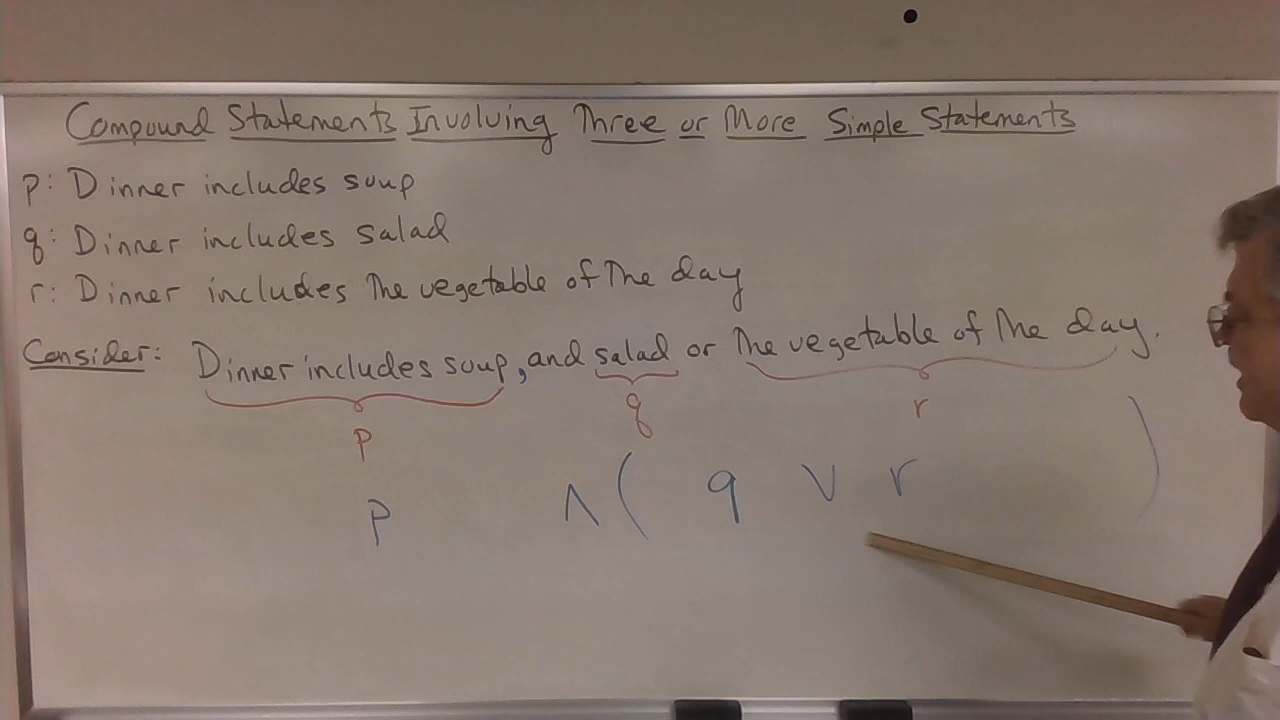 Compound Statements Involving Three or More Simple Statements
p: Dinner includes soup
q: Dinner includes salad
r: Dinner includes the vegetable of the day
Consider: Dinner includes soup, and salad or the vegetable of the day.
p q r
p ∧ ( q ∨ r )